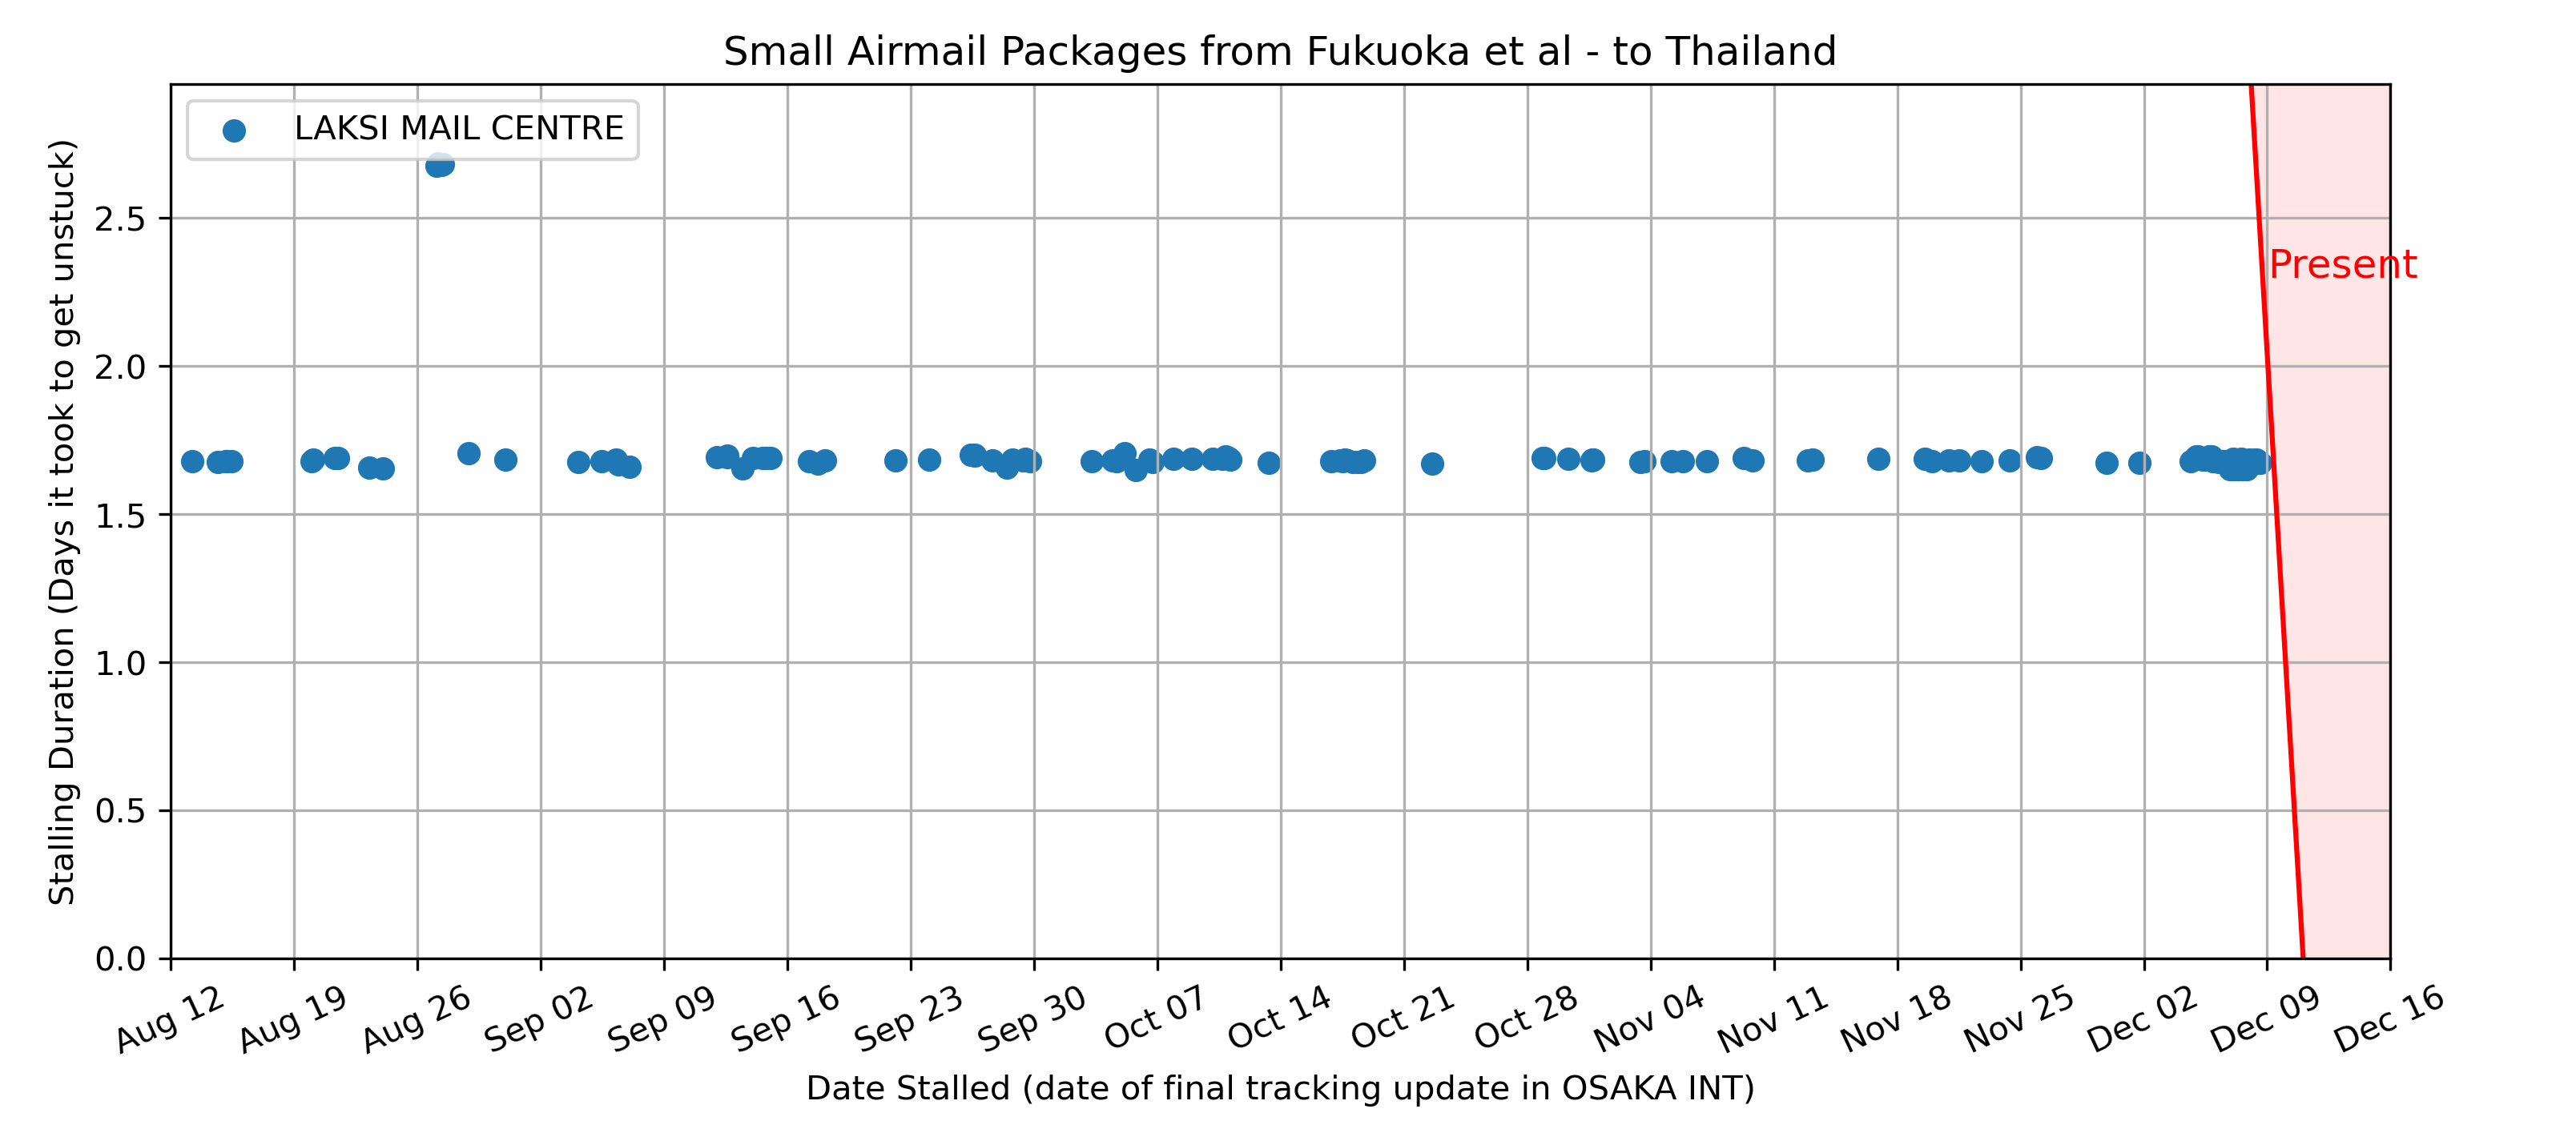 Small Airmail Packages from Fukuoka et al - to Thailand
LAKSI MAIL CENTRE
Stalling Duration (Days it took to get unstuck)
2.5
2.0
1.5
1.0
0.5
0.0
Present
Aug 12 Aug 19 Aug 26 Sep 02 Sep 09 Sep 16 Sep 23 Sep 30 Oct 07 Oct 14 Oct 21 Oct 28 Nov 04 Nov 11 Nov 18 Nov 25 Dec 02 Dec 09 Dec 16
Date Stalled (date of final tracking update in OSAKA INT)